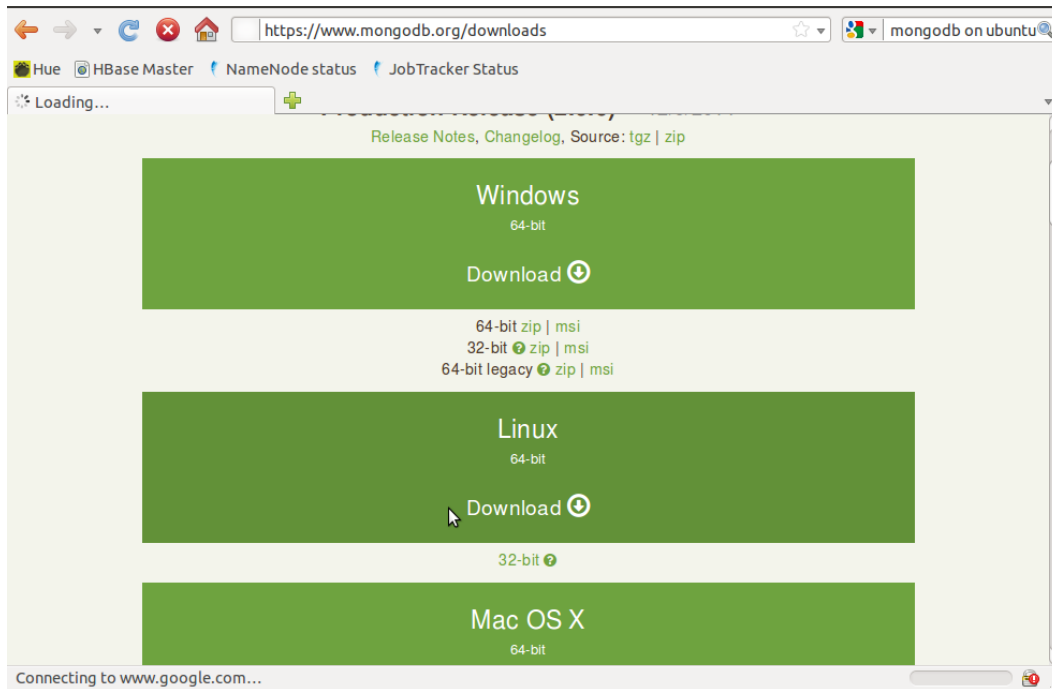 https://www.mongodb.org/downloads
mongodb on ubuntu
Hue HBase Master NameNode status JobTracker Status
Loading...
Release Notes, Changelog, Source: tgz | zip
Windows
64-bit
Download
64-bit zip | msi
32-bit ? zip | msi
64-bit legacy ? zip | msi
Linux
64-bit
Download
32-bit ?
Mac OS X
64-bit
Connecting to www.google.com...